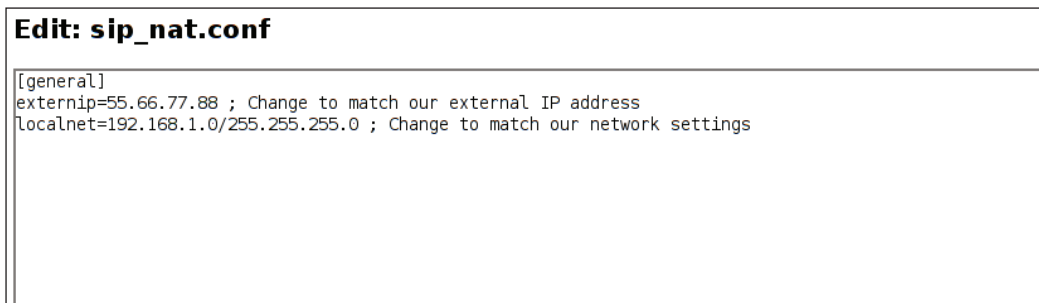 Edit: sip_nat.conf
[general]
externip=55.66.77.88 ; Change to match our external IP address
localnet=192.168.1.0/255.255.255.0 ; Change to match our network settings